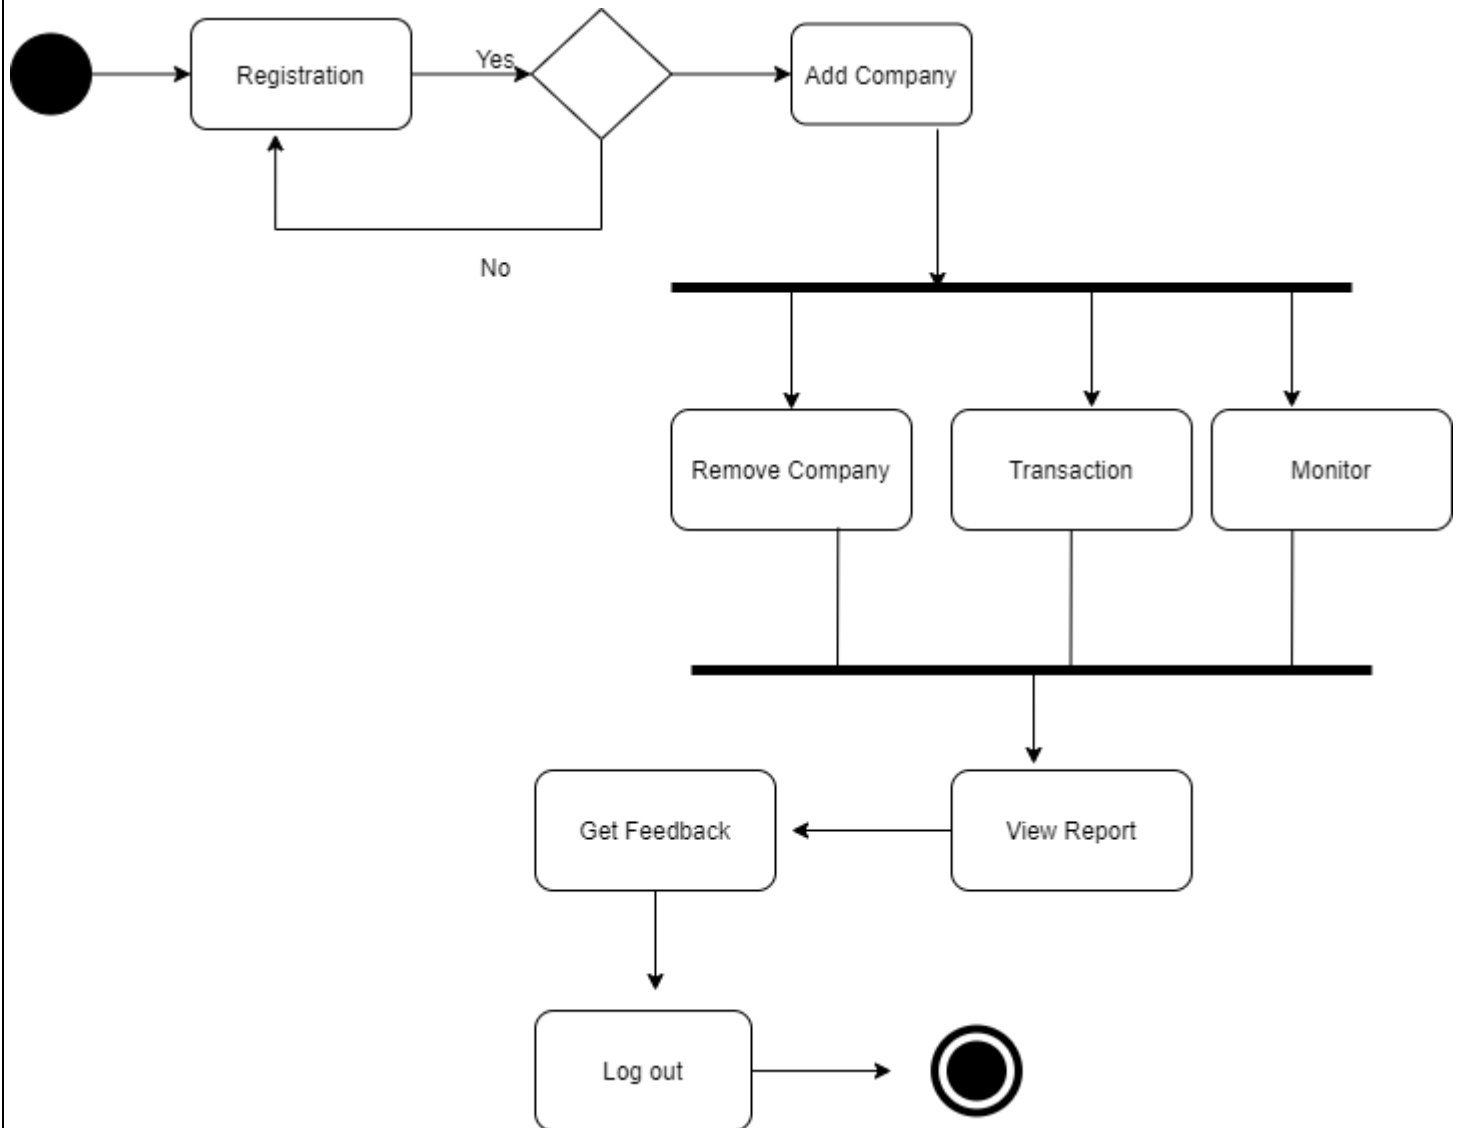 Registration
Yes
Add Company
No
Remove Company
Transaction
Monitor
Get Feedback
View Report
Log out